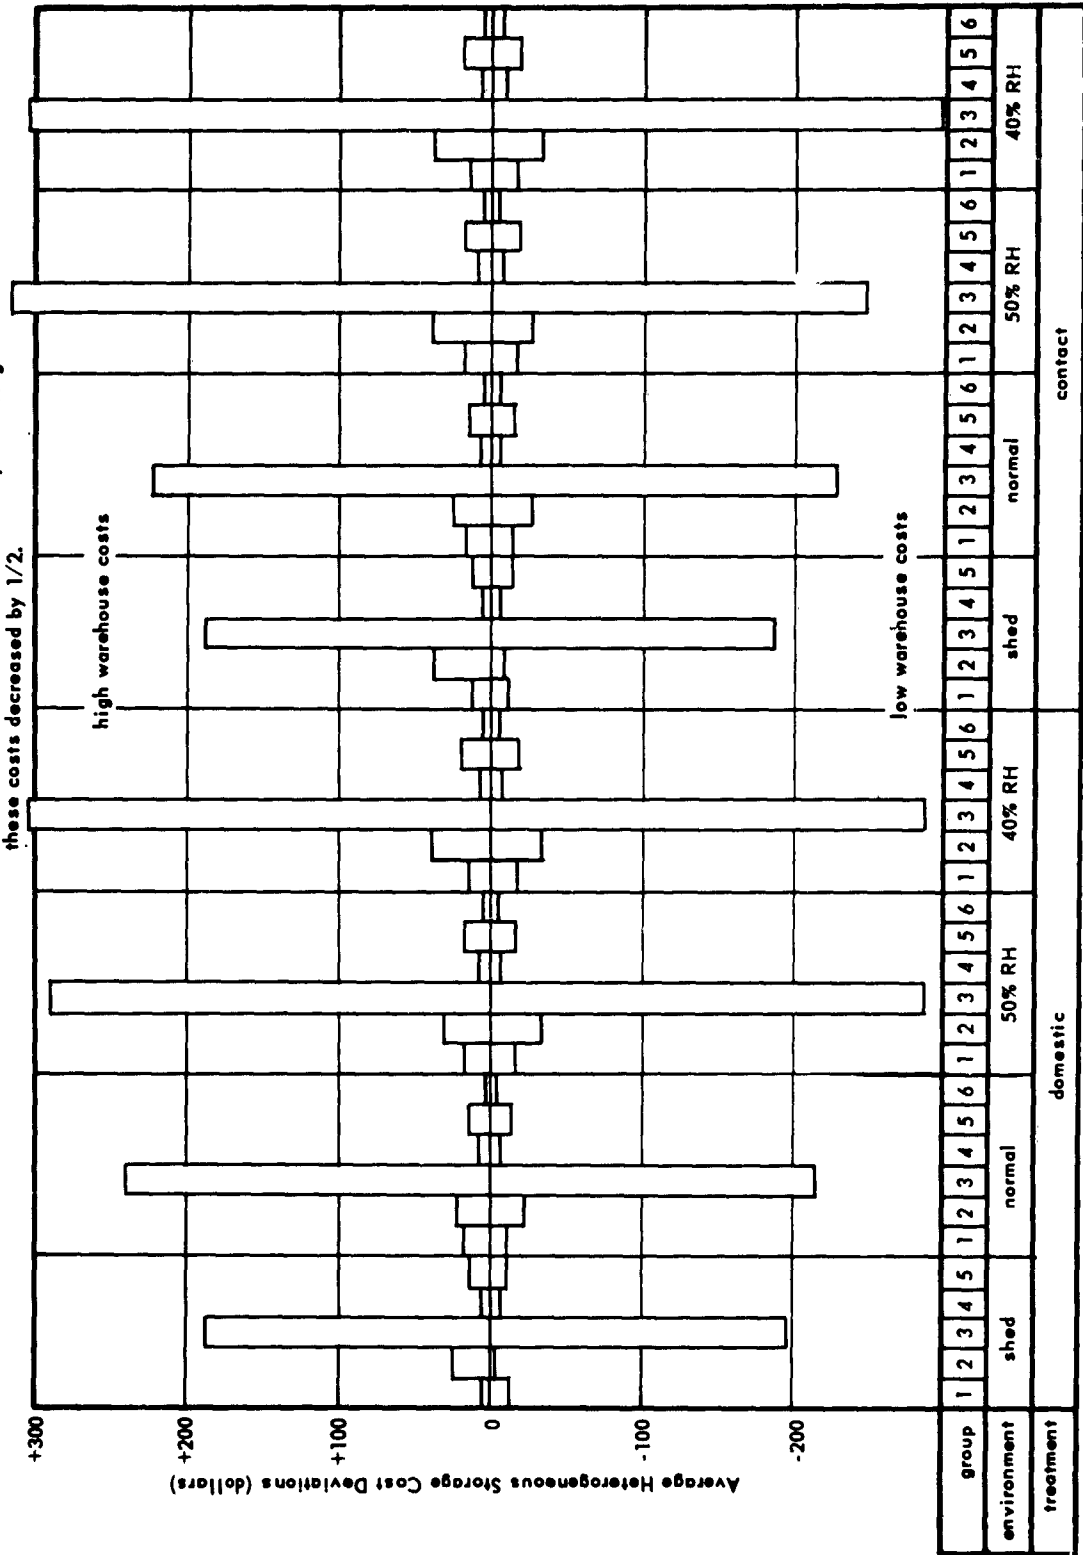 these costs decreased by 1/2.
+300
+200
+100
0
-100
-200
Average Heterogeneous Storage Cost Deviations (dollars)
high warehouse costs
low warehouse costs
group 1 2 3 4 5 1 2 3 4 5 6 1 2 3 4 5 6 1 2 3 4 5 6 1 2 3 4 5 1 2 3 4 5 6 1 2 3 4 5 6 1 2 3 4 5 6
environment shed normal 50% RH 40% RH shed normal 50% RH 40% RH
treatment domestic contact